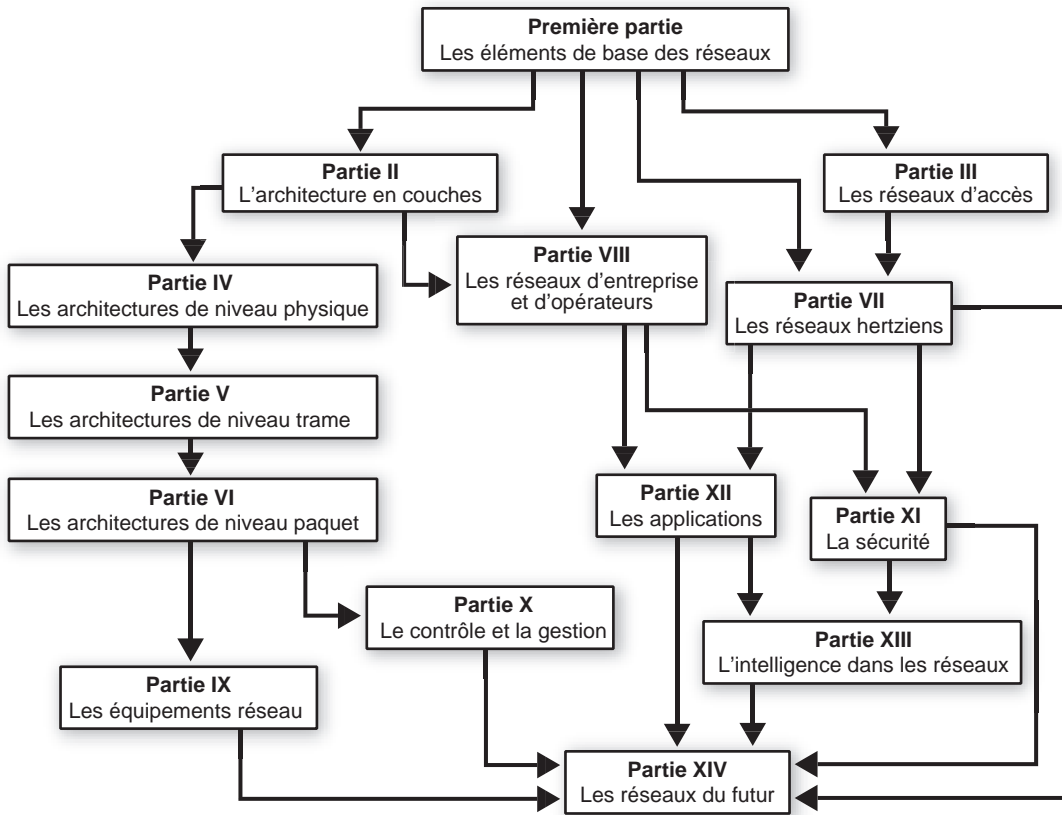 Première partie
Les éléments de base des réseaux
Partie II
L'architecture en couches
Partie III
Les réseaux d'accès
Partie VIII
Les réseaux d'entreprise
et d'opérateurs
Partie IV
Les architectures de niveau physique
Partie VII
Les réseaux hertziens
Partie V
Les architectures de niveau trame
Partie VI
Les architectures de niveau paquet
Partie XII
Les applications
Partie XI
La sécurité
Partie X
Le contrôle et la gestion
Partie XIII
L'intelligence dans les réseaux
Partie IX
Les équipements réseau
Partie XIV
Les réseaux du futur